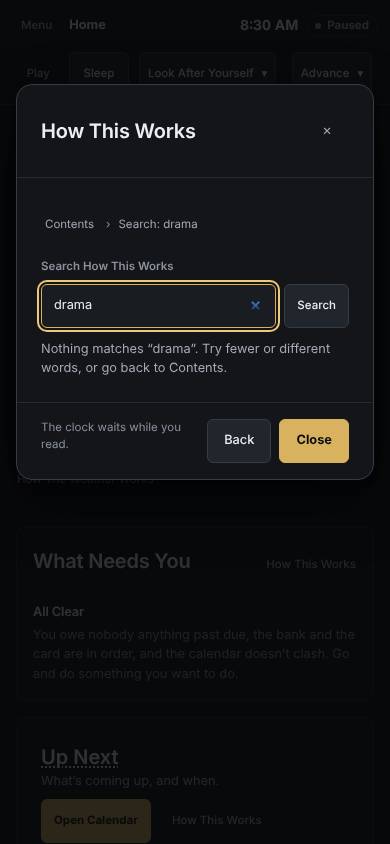 Menu Home 8:30 AM Paused
Play Sleep Look After Yourself ▾ Advance ▾
How This Works ×
Contents › Search: drama
Search How This Works
drama
Search
Nothing matches “drama”. Try fewer or different
words, or go back to Contents.
The clock waits while you
read.
Back Close
How The Weather Works
What Needs You How This Works
All Clear
You owe nobody anything past due, the bank and the
card are in order, and the calendar doesn't clash. Go
and do something you want to do.
Up Next
What's coming up, and when.
Open Calendar How This Works